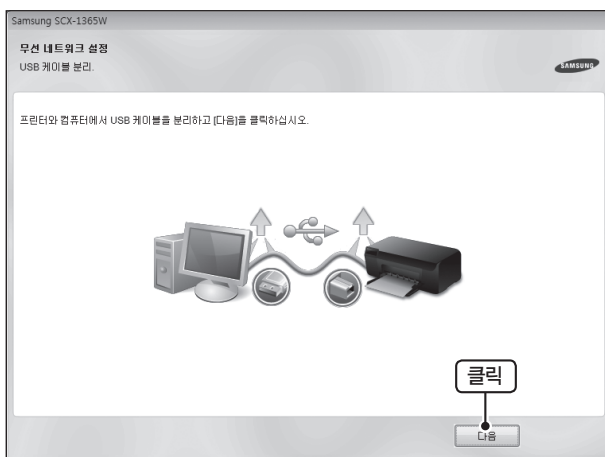 Samsung SCX-1365W
무선 네트워크 설정
USB 케이블 분리.
SAMSUNG
프린터와 컴퓨터에서 USB 케이블을 분리하고 [다음]을 클릭하십시오.
클릭
다음